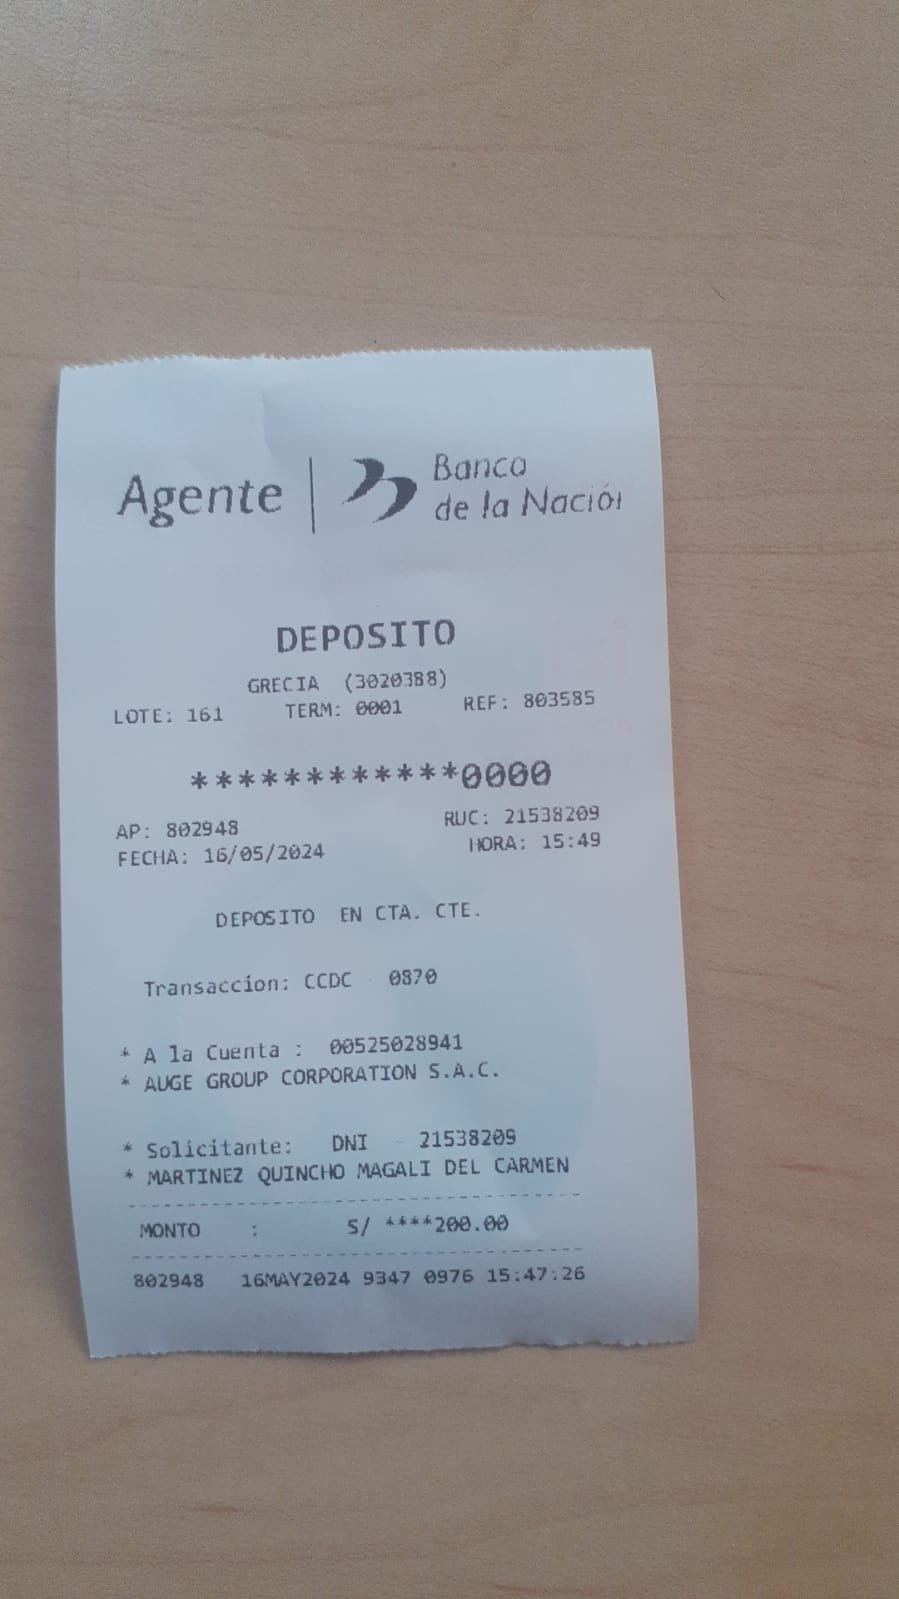 Agente | Banco
de la Nación
DEPOSITO
GRECIA (3020388)
LOTE: 161 TERM: 0001 REF: 803585
************0000
AP: 802948 RUC: 21538209
FECHA: 16/05/2024 HORA: 15:49
DEPOSITO EN CTA. CTE.
Transaccion: CCDC - 0870
* A la Cuenta : 00525028941
* AUGE GROUP CORPORATION S.A.C.
* Solicitante: DNI - 21538209
* MARTINEZ QUINCHO MAGALI DEL CARMEN
MONTO : S/ ****200.00
802948 16MAY2024 9347 0976 15:47:26